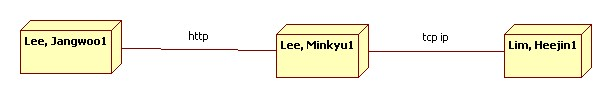 Lee, Jangwoo1
http
Lee, Minkyu1
tcp ip
Lim, Heejin1